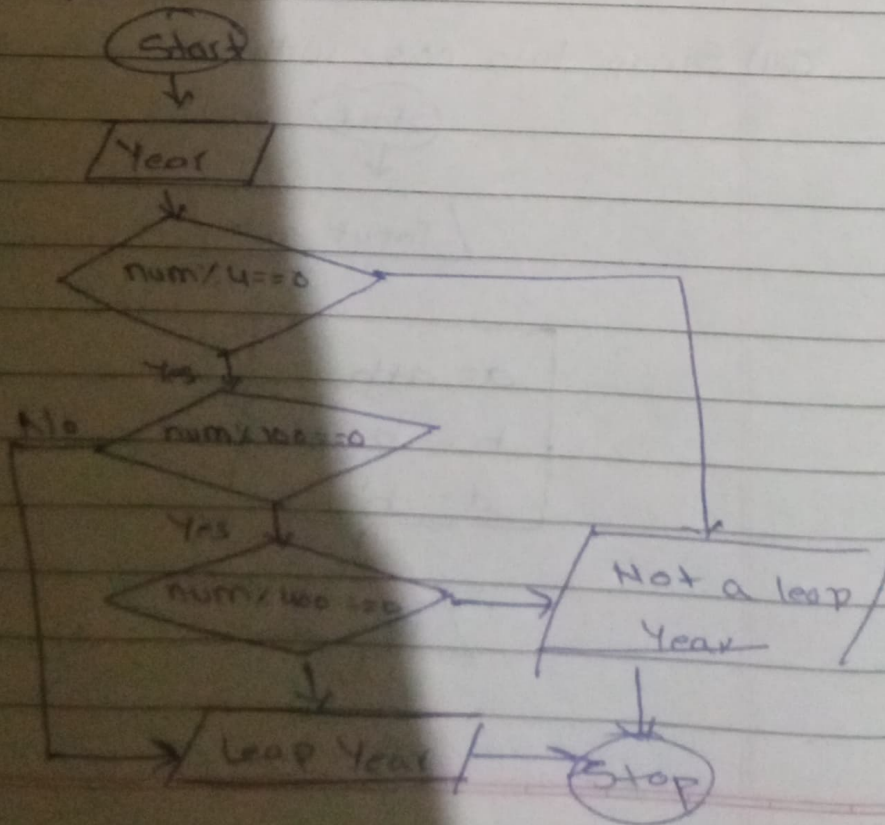 Start
Year
num%4==0
Yes
No
num%100==0
Yes
num%400==0
Not a leap
Year
Leap Year
Stop